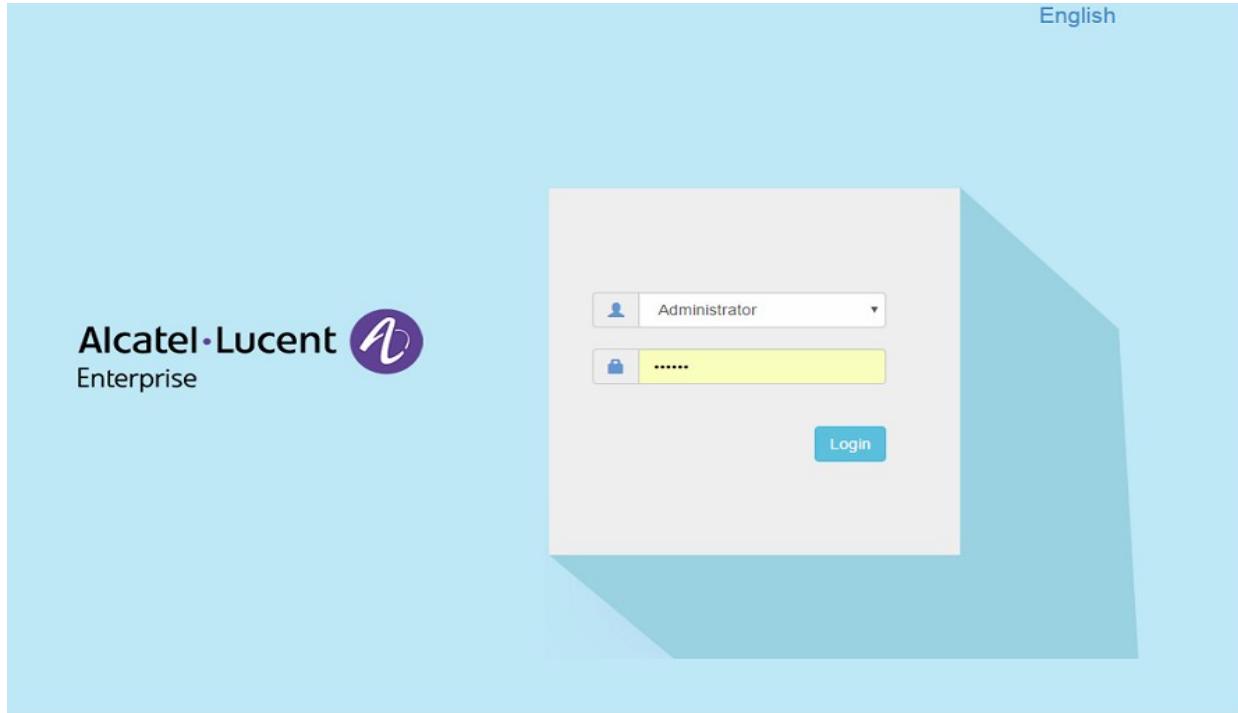 English
Alcatel·Lucent
Enterprise
Administrator
••••••
Login